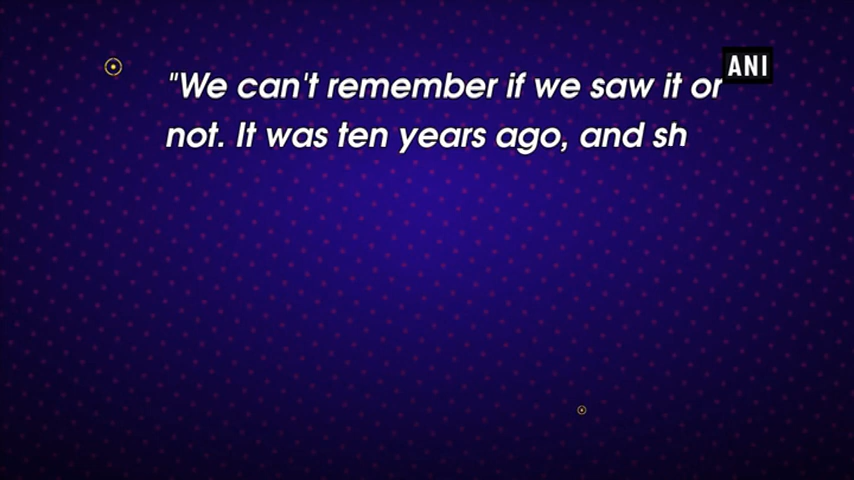 "We can't remember if we saw it or
ANI
not. It was ten years ago, and sh